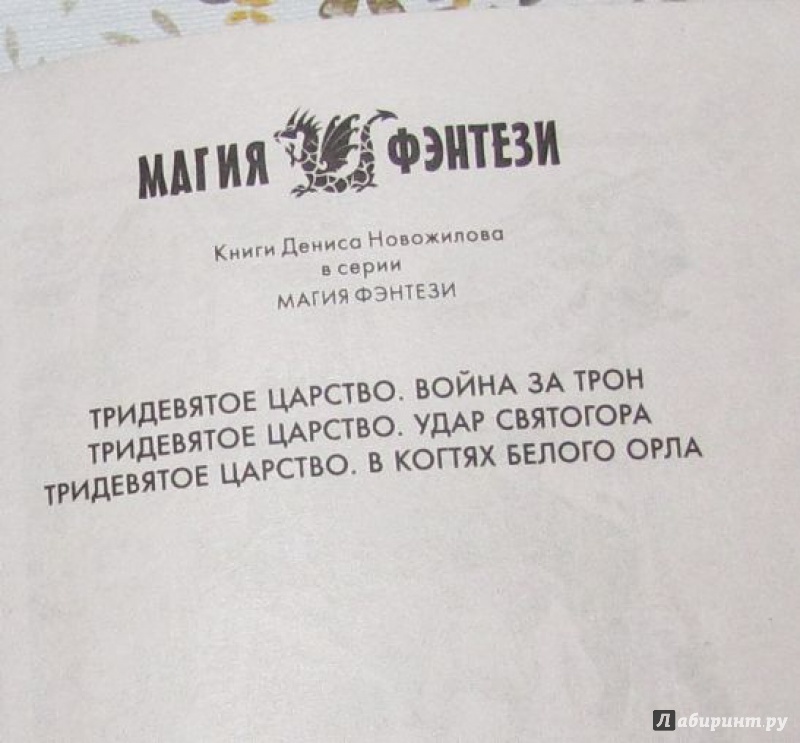 МАГИЯ ФЭНТЕЗИ
Книги Дениса Новожилова
в серии
МАГИЯ ФЭНТЕЗИ
ТРИДЕВЯТОЕ ЦАРСТВО. ВОЙНА ЗА ТРОН
ТРИДЕВЯТОЕ ЦАРСТВО. УДАР СВЯТОГОРА
ТРИДЕВЯТОЕ ЦАРСТВО. В КОГТЯХ БЕЛОГО ОРЛА
Лабиринт.ру